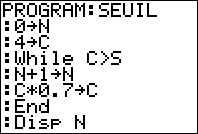 PROGRAM:SEUIL
:0→N
:4→C
:While C>S
:N+1→N
:C*0.7→C
:End
:Disp N